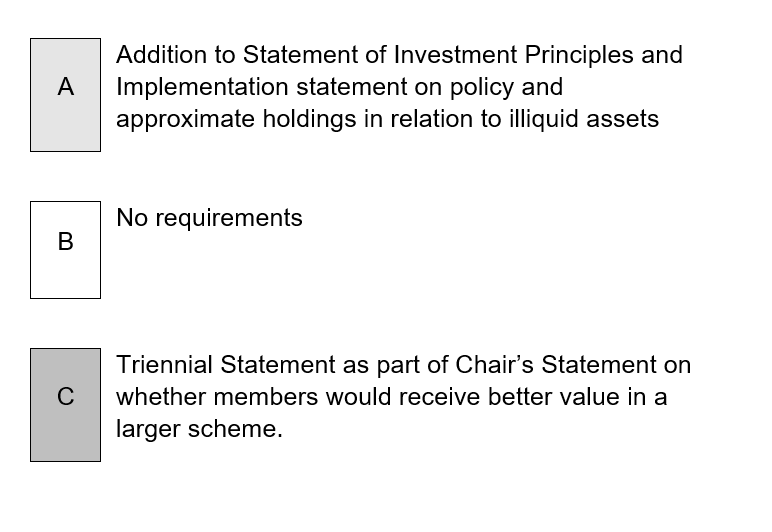 A
Addition to Statement of Investment Principles and
Implementation statement on policy and
approximate holdings in relation to illiquid assets
B
No requirements
C
Triennial Statement as part of Chair’s Statement on
whether members would receive better value in a
larger scheme.